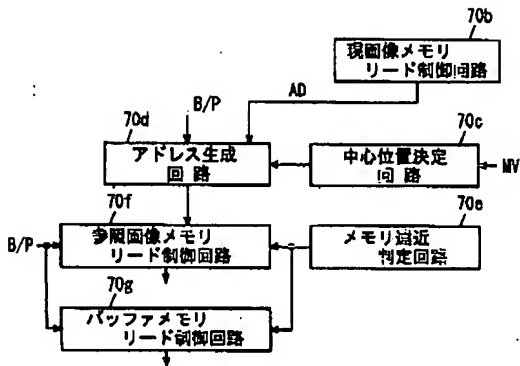 70b
現画像メモリ
リード制御回路
B/P
AD
70d
70c
アドレス生成
回 路
中心位置決定
回 路
MV
70f
70e
B/P
参照画像メモリ
リード制御回路
メモリ遠近
判定回路
70g
バッファメモリ
リード制御回路